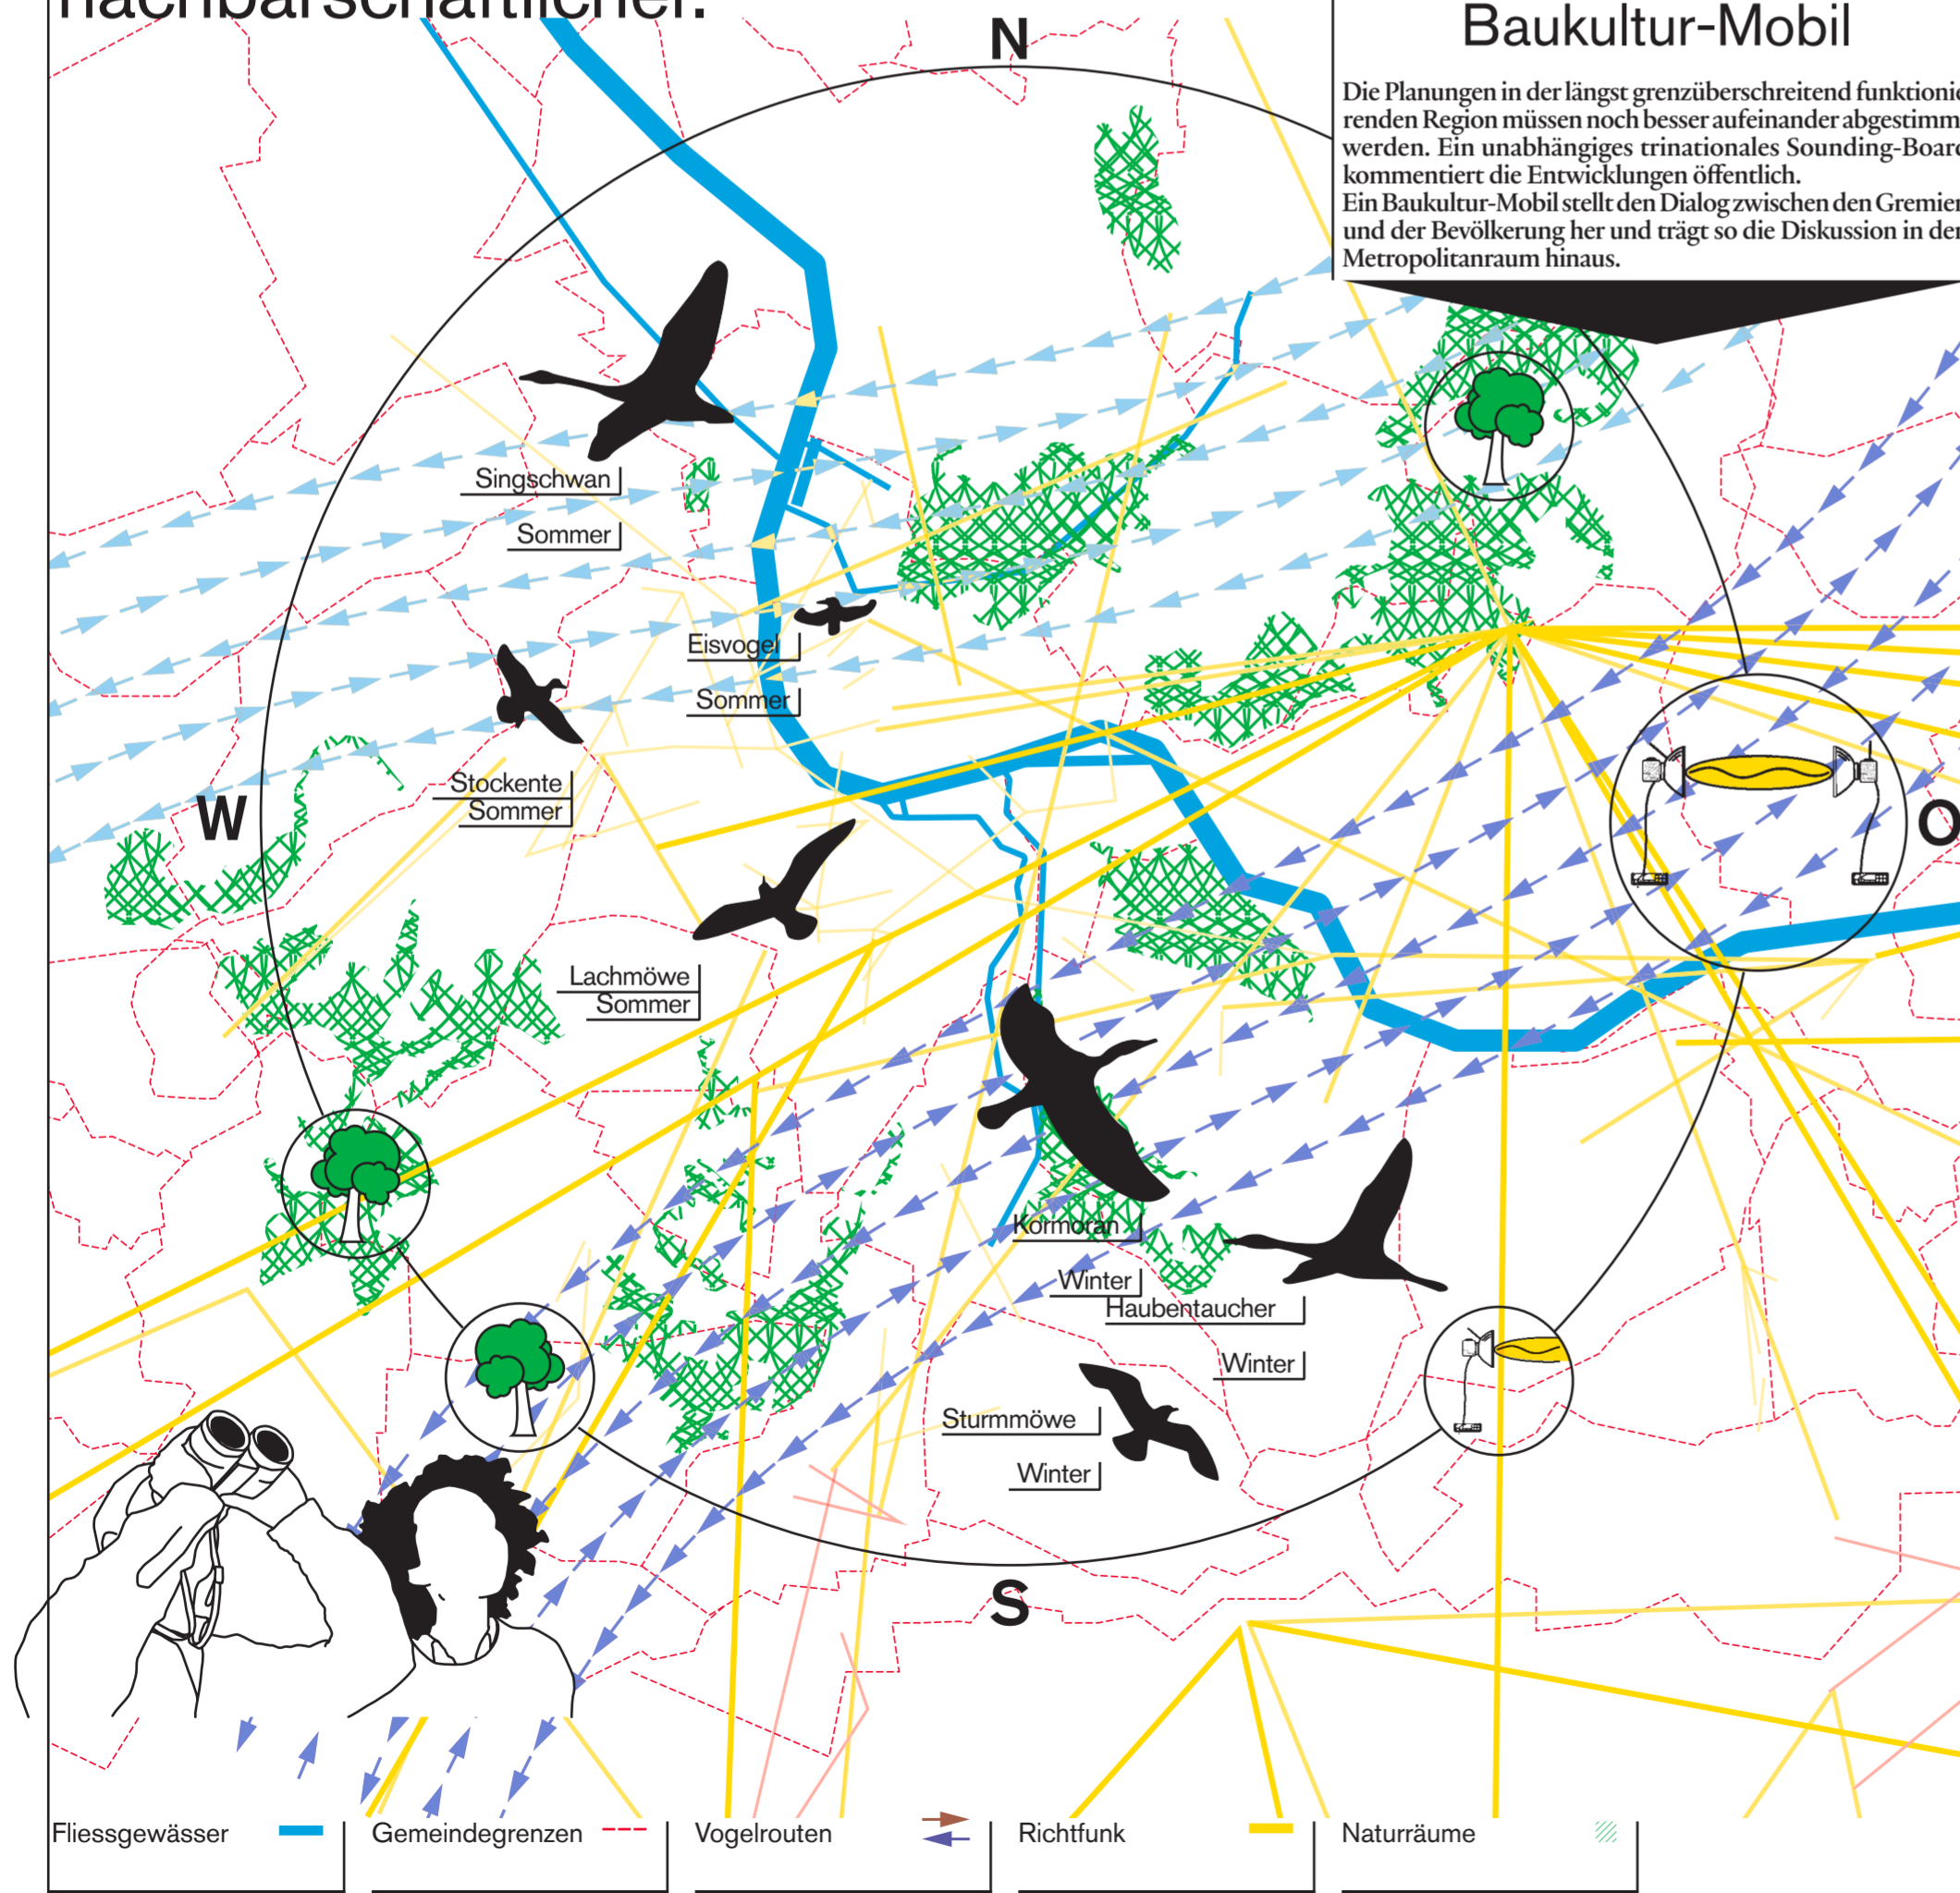 nachbarschaftlicher.
Baukultur-Mobil
Die Planungen in der längst grenzüberschreitend funktionie
renden Region müssen noch besser aufeinander abgestimm
werden. Ein unabhängiges trinationales Sounding-Board
kommentiert die Entwicklungen öffentlich.
Ein Baukultur-Mobil stellt den Dialog zwischen den Gremien
und der Bevölkerung her und trägt so die Diskussion in den
Metropolitanraum hinaus.
N
Singschwan
Sommer
Eisvogel
Sommer
Stockente
Sommer
W
O
Lachmöwe
Sommer
Kormoran
Winter
Haubentaucher
Winter
Sturmmöwe
Winter
S
Fliessgewässer
Gemeindegrenzen
Vogelrouten
Richtfunk
Naturräume